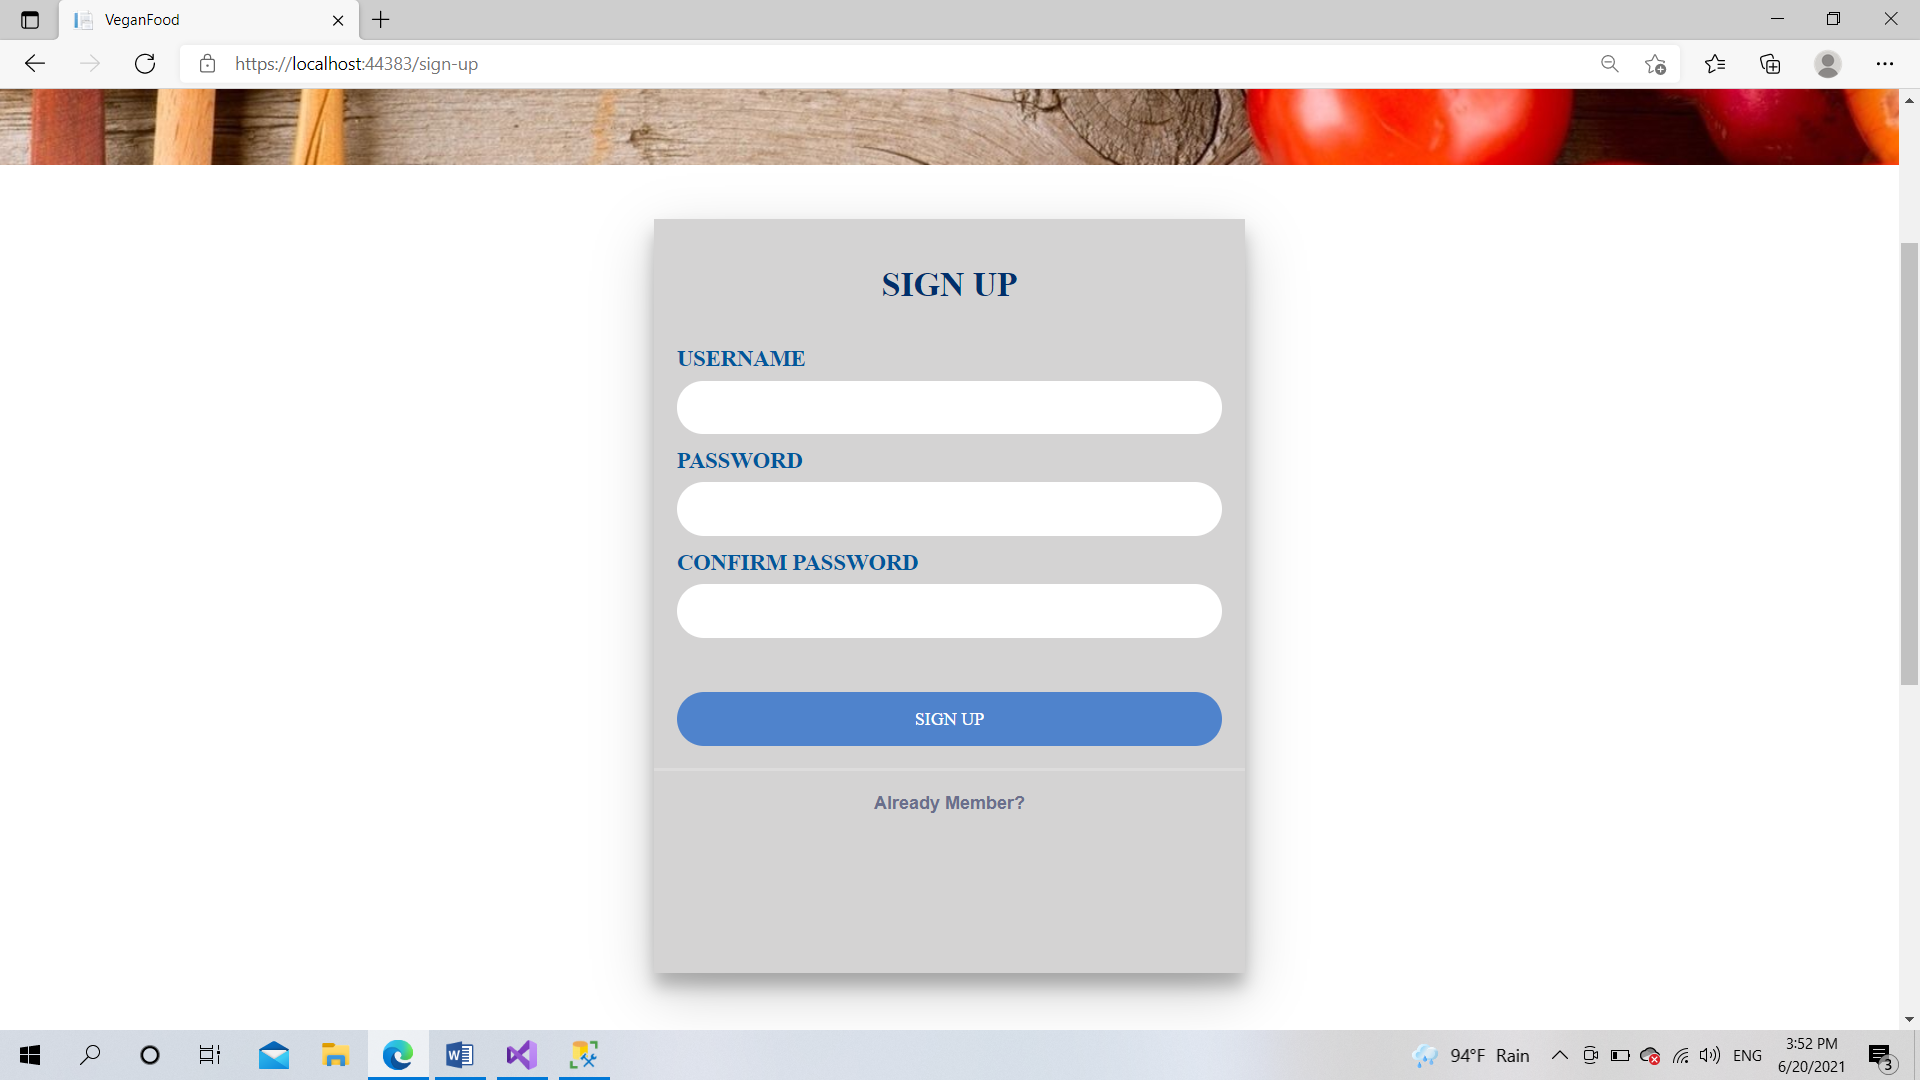 VeganFood
https://localhost:44383/sign-up
SIGN UP
USERNAME
PASSWORD
CONFIRM PASSWORD
SIGN UP
Already Member?
94°F Rain
ENG
3:52 PM
6/20/2021
3